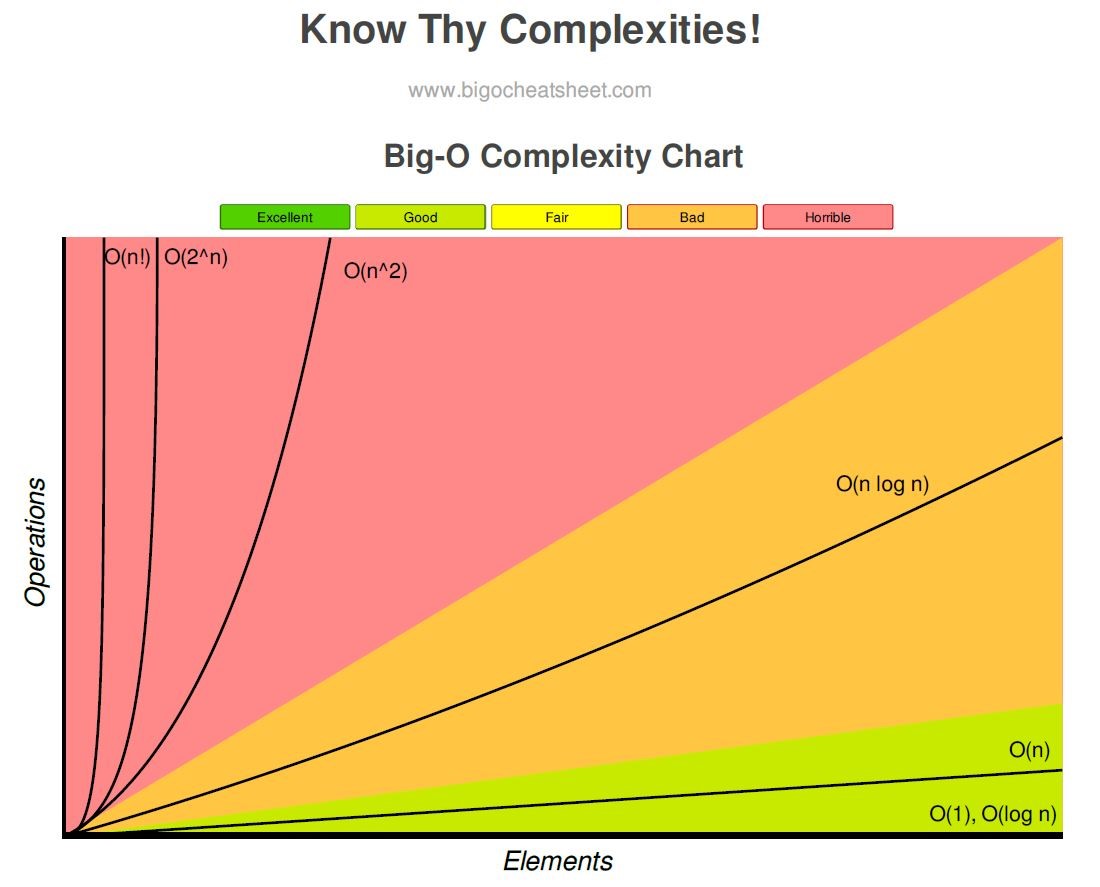 Know Thy Complexities!
www.bigocheatsheet.com
Big-O Complexity Chart
Excellent Good Fair Bad Horrible
O(n!) O(2^n) O(n^2)
O(n log n)
Operations
O(n)
O(1), O(log n)
Elements